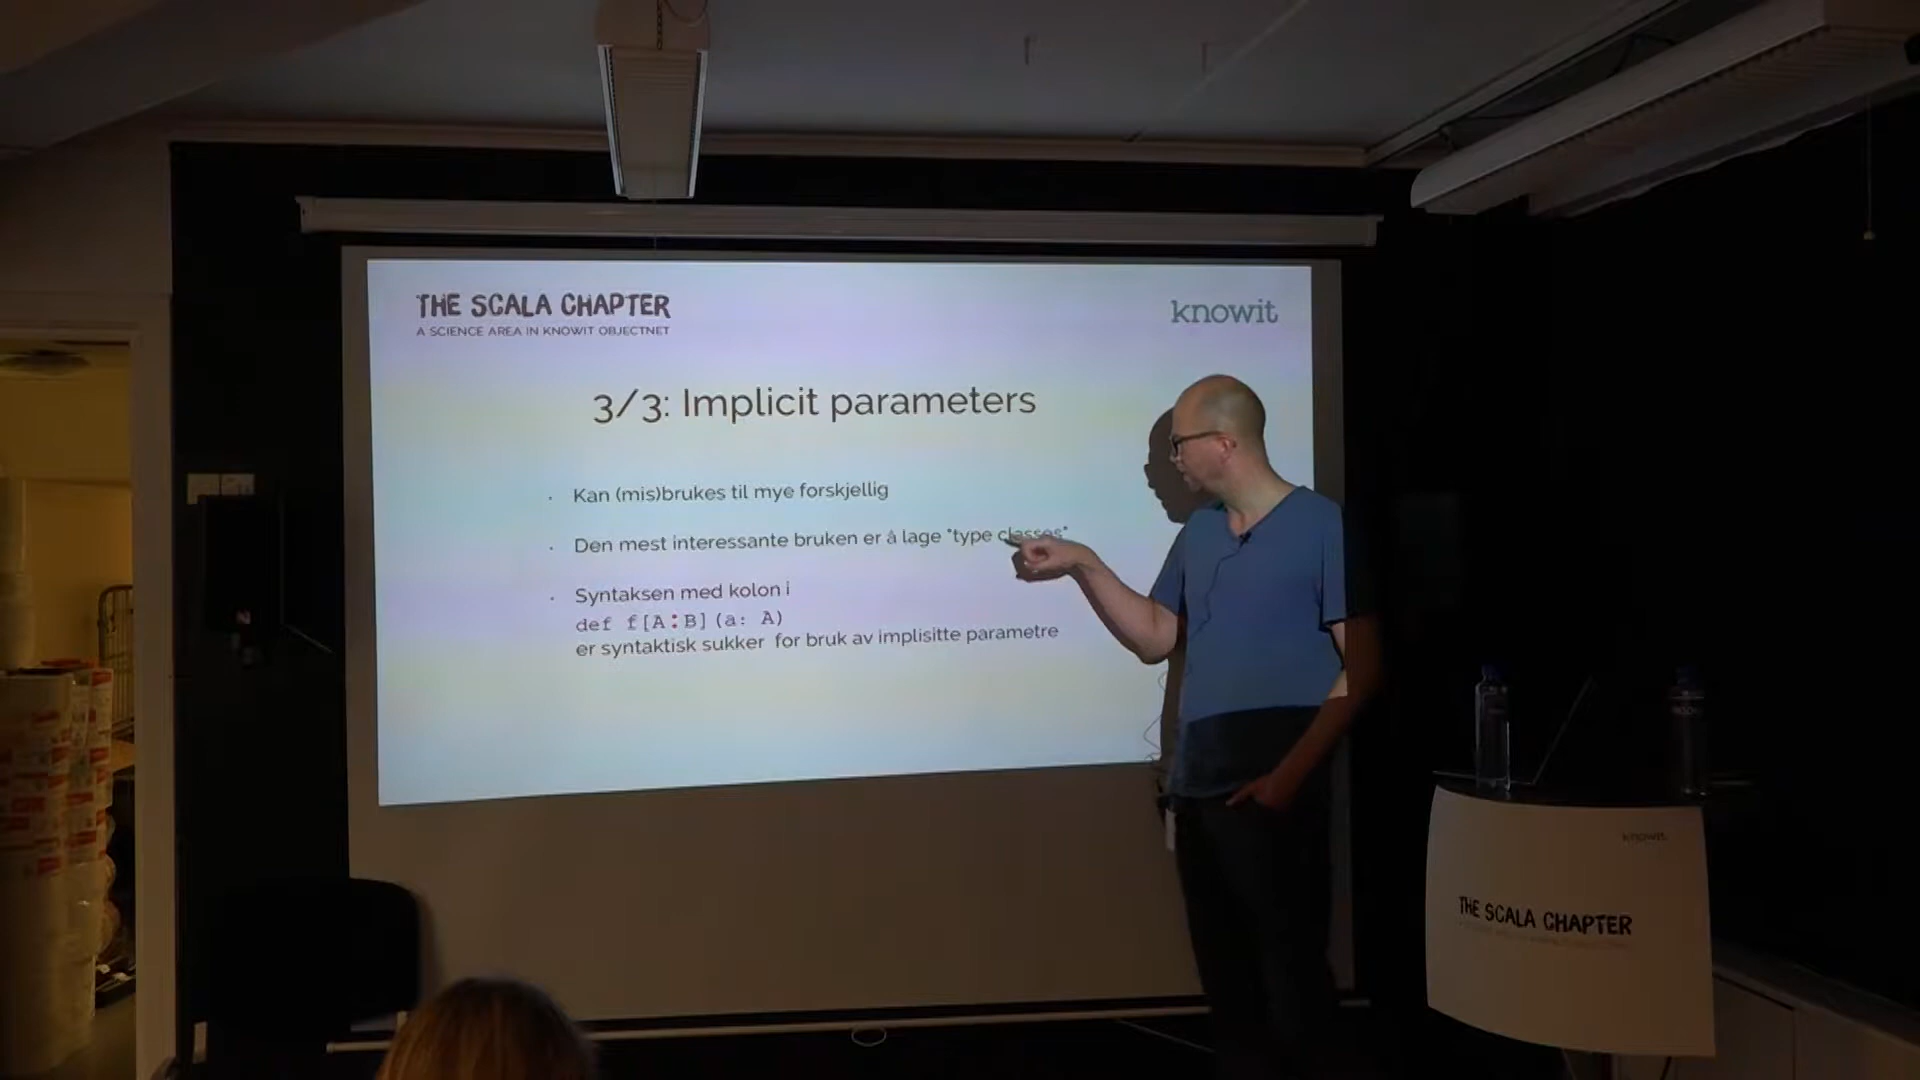 THE SCALA CHAPTER
A SCIENCE AREA IN KNOWIT OBJECTNET
knowit
3/3: Implicit parameters
· Kan (mis)brukes til mye forskjellig
· Den mest interessante bruken er å lage "type classes"
· Syntaksen med kolon i
def f[A:B](a: A)
er syntaktisk sukker for bruk av implisitte parametre
knowit
THE SCALA CHAPTER